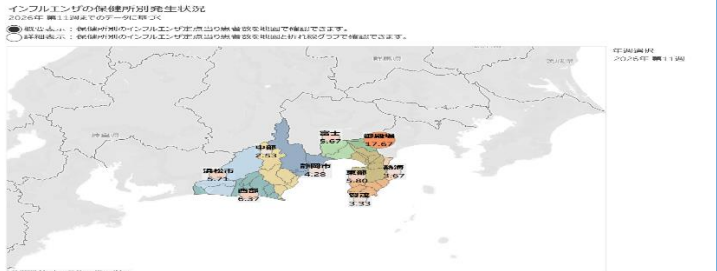 インフルエンザの保健所別発生状況
2026年 第11週までのデータに基づく
概要表示：保健所別のインフルエンザ定点当り患者数を地図で確認できます。
詳細表示：保健所別のインフルエンザ定点当り患者数を地図と折れ線グラフで確認できます。
年週選択
2026年 第11週
群馬県
茨城県
富士
5.67
御殿場
17.67
中部
2.53
静岡市
4.28
熱海
3.67
東部
5.80
浜松市
5.71
西部
6.37
賀茂
3.33